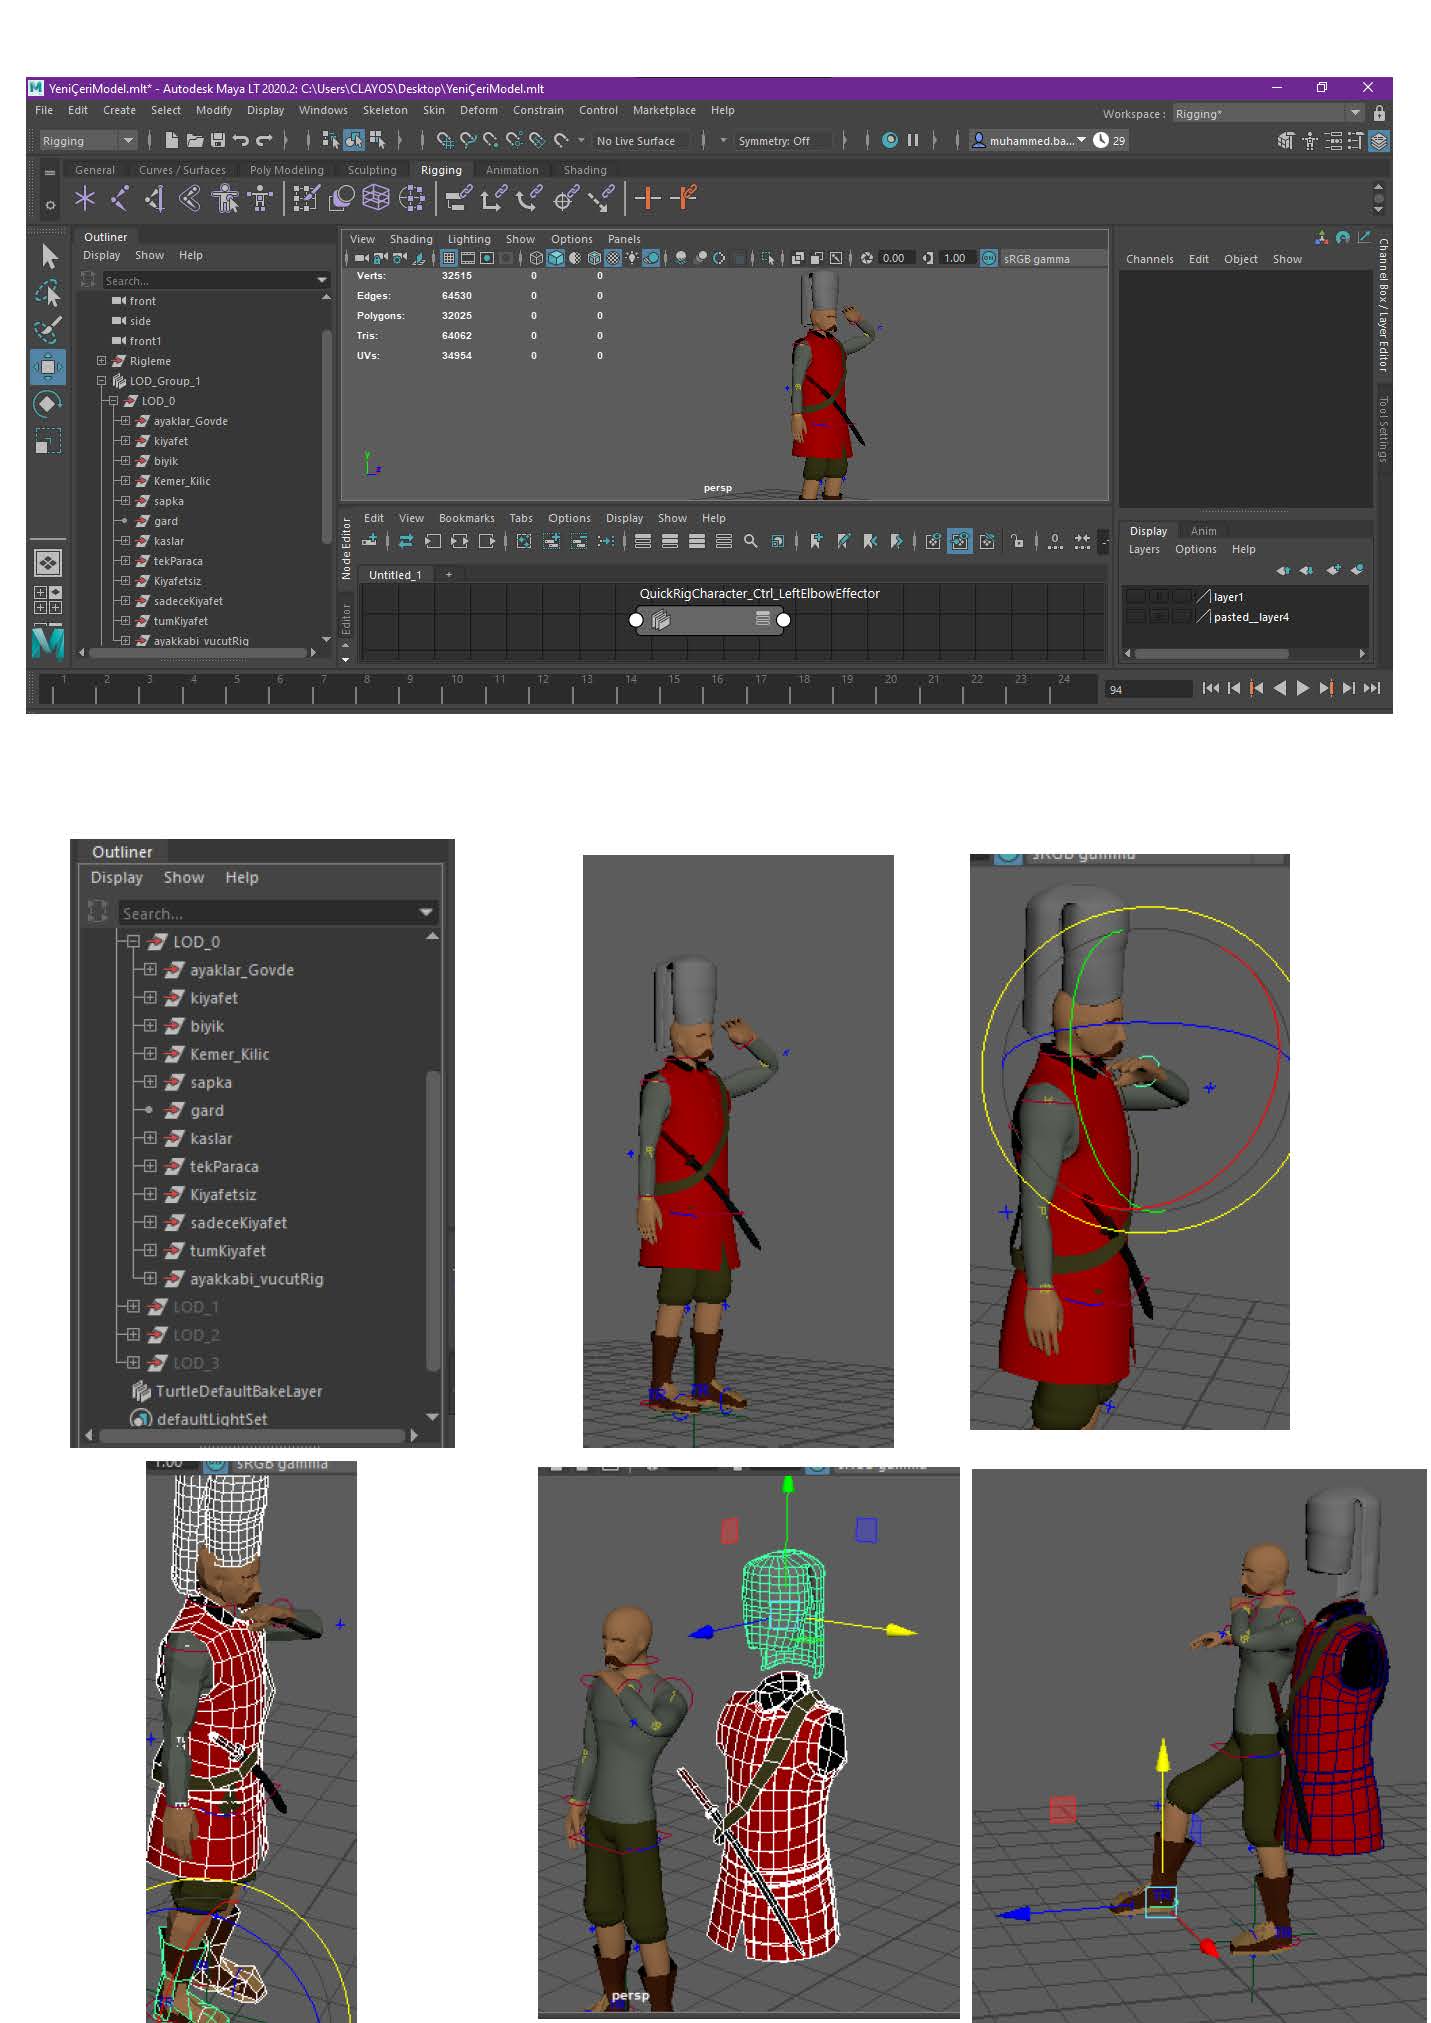 YeniÇeriModel.mlt* - Autodesk Maya LT 2020.2: C:\Users\CLAYOS\Desktop\YeniÇeriModel.mlt
File Edit Create Select Modify Display Windows Skeleton Skin Deform Constrain Control Marketplace Help
Workspace : Rigging*
Rigging No Live Surface Symmetry: Off muhammed.ba... 29
General Curves / Surfaces Poly Modeling Sculpting Rigging Animation Shading
Outliner
Display Show Help
Search...
front
side
front1
Rigleme
LOD_Group_1
LOD_0
ayaklar_Govde
kiyafet
biyik
Kemer_Kilic
sapka
gard
kaslar
tekParaca
Kiyafetsiz
sadeceKiyafet
tumKiyafet
ayakkabi_vucutRig
View Shading Lighting Show Options Panels
0.00 1.00 ON sRGB gamma
Verts: 32515 0 0
Edges: 64530 0 0
Polygons: 32025 0 0
Tris: 64062 0 0
UVs: 34954 0 0
y
z
persp
Node Editor
Editor
Edit View Bookmarks Tabs Options Display Show Help
Untitled_1 +
QuickRigCharacter_Ctrl_LeftElbowEffector
Channels Edit Object Show
Channel Box / Layer Editor
Tool Settings
Display Anim
Layers Options Help
layer1
pasted__layer4
1 2 3 4 5 6 7 8 9 10 11 12 13 14 15 16 17 18 19 20 21 22 23 24
94
Outliner
Display Show Help
Search...
LOD_0
ayaklar_Govde
kiyafet
biyik
Kemer_Kilic
sapka
gard
kaslar
tekParaca
Kiyafetsiz
sadeceKiyafet
tumKiyafet
ayakkabi_vucutRig
LOD_1
LOD_2
LOD_3
TurtleDefaultBakeLayer
defaultLightSet
sRGB gamma
1.00 sRGB gamma
persp